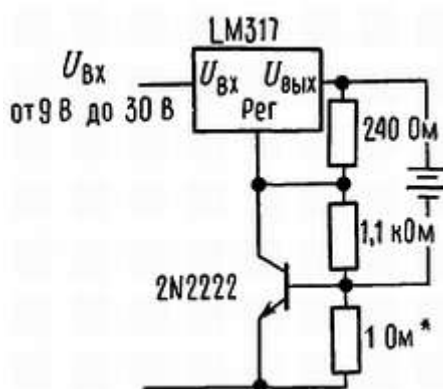 LM317
Uвх
от 9 В до 30 В
Uвх Uвых
Рег
240 Ом
1,1 кОм
2N2222
1 Ом*